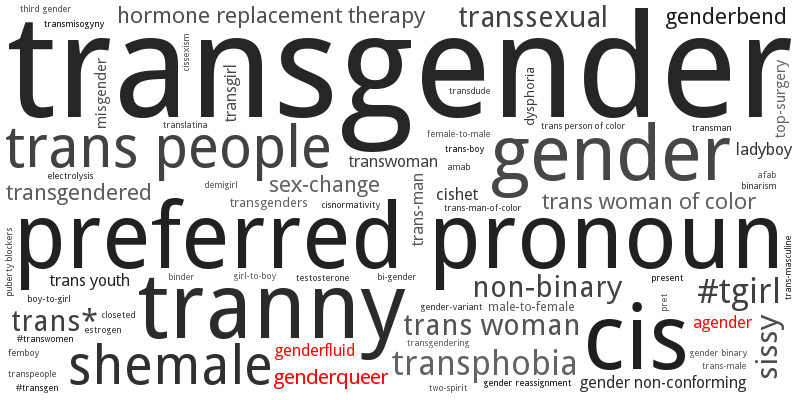 third gender
hormone replacement therapy
transsexual
genderbend
transmisogyny
transgender
cissexism
misgender
transgirl
transdude
dysphoria
top-surgery
translatina
trans person of color
transman
trans people
female-to-male
trans-boy
gender
ladyboy
transwoman
amab
afab
electrolysis
transgendered
demigirl
sex-change
trans-man
cishet
binarism
transgenders
cisnormativity
trans-man-of-color
trans woman of color
preferred pronoun
puberty blockers
trans-masculine
trans youth
binder
girl-to-boy
testosterone
bi-gender
non-binary
present
#tgirl
boy-to-girl
tranny
gender-variant
male-to-female
pret
trans*
closeted
estrogen
trans woman
cis
agender
sissy
#transwomen
transgendering
femboy
shemale
genderfluid
transphobia
gender binary
trans-male
transpeople
genderqueer
#transgen
two-spirit
gender reassignment
gender non-conforming